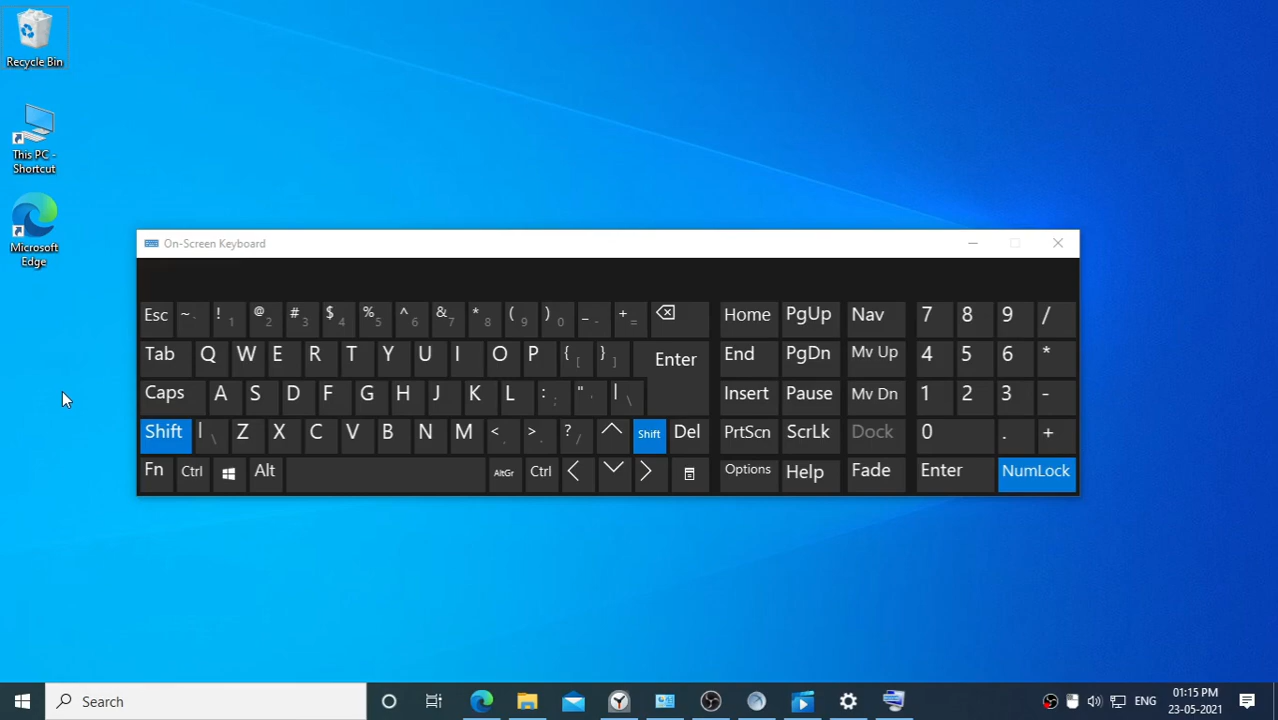 Recycle Bin
This PC -
Shortcut
Microsoft
Edge
On-Screen Keyboard
Esc ~ ` ! 1 @ 2 # 3 $ 4 % 5 ^ 6 & 7 * 8 ( 9 ) 0 _ - + = Home PgUp Nav 7 8 9 /
Tab Q W E R T Y U I O P { [ } ] Enter End PgDn Mv Up 4 5 6 *
Caps A S D F G H J K L : ; " ' | \ Insert Pause Mv Dn 1 2 3 -
Shift | \ Z X C V B N M < , > . ? / Shift Del PrtScn ScrLk Dock 0 . +
Fn Ctrl Alt AltGr Ctrl Options Help Fade Enter NumLock
Search
ENG
01:15 PM
23-05-2021